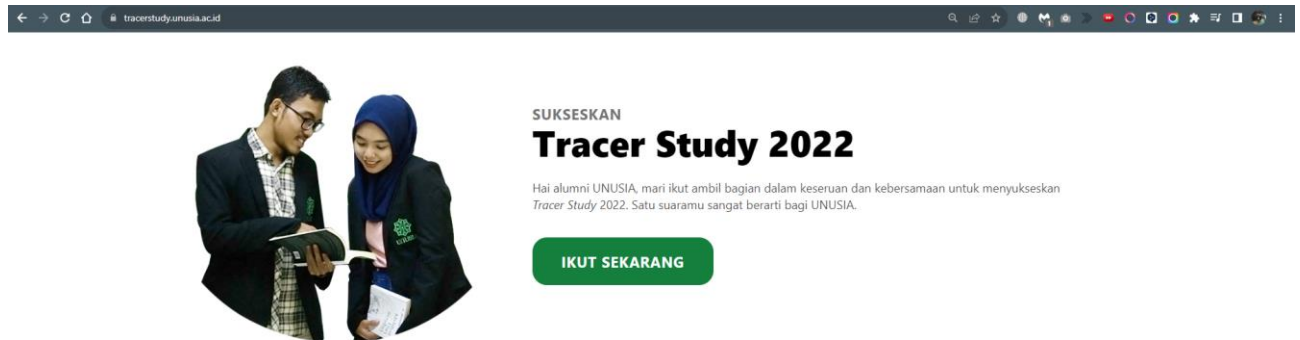 tracerstudy.unusia.ac.id
SUKSESKAN
Tracer Study 2022
Hai alumni UNUSIA, mari ikut ambil bagian dalam keseruan dan kebersamaan untuk menyukseskan
Tracer Study 2022. Satu suaramu sangat berarti bagi UNUSIA.
IKUT SEKARANG